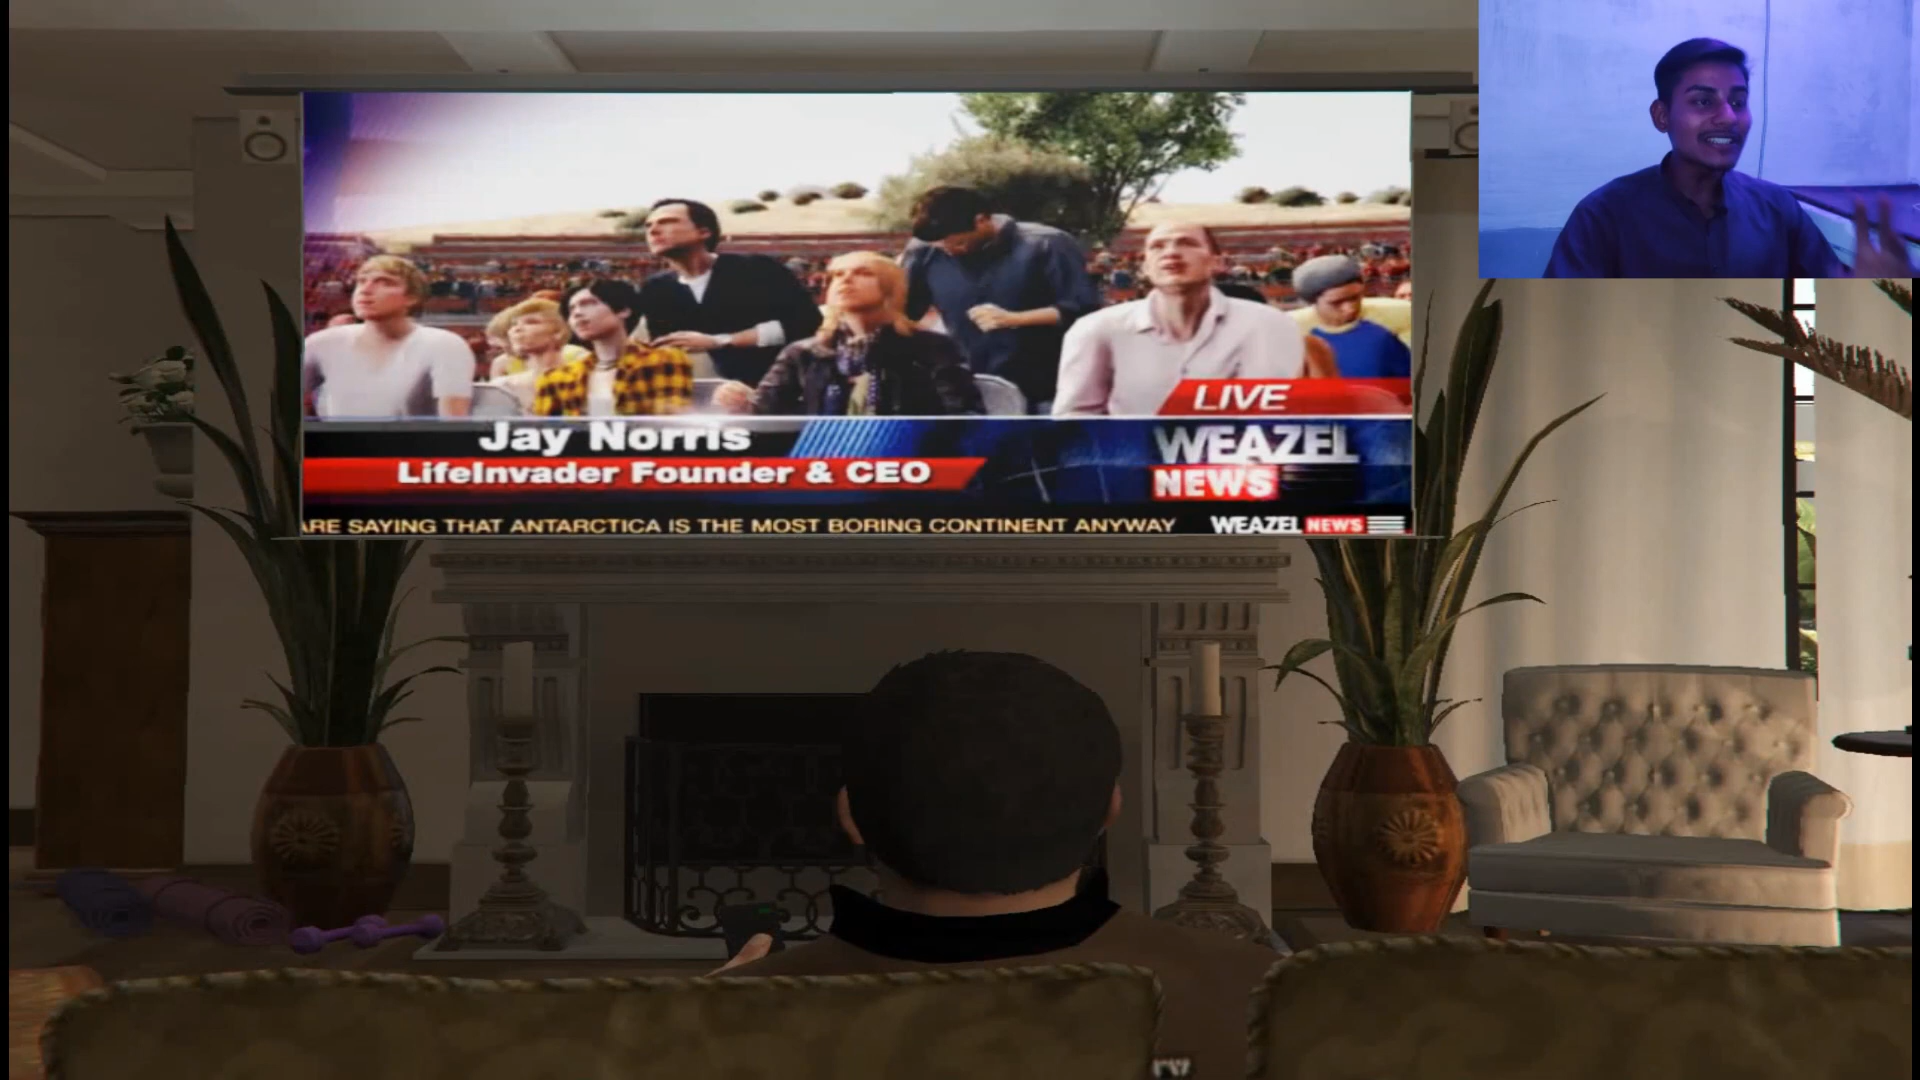 LIVE
Jay Norris
LifeInvader Founder & CEO
WEAZEL
NEWS
ARE SAYING THAT ANTARCTICA IS THE MOST BORING CONTINENT ANYWAY
WEAZEL NEWS